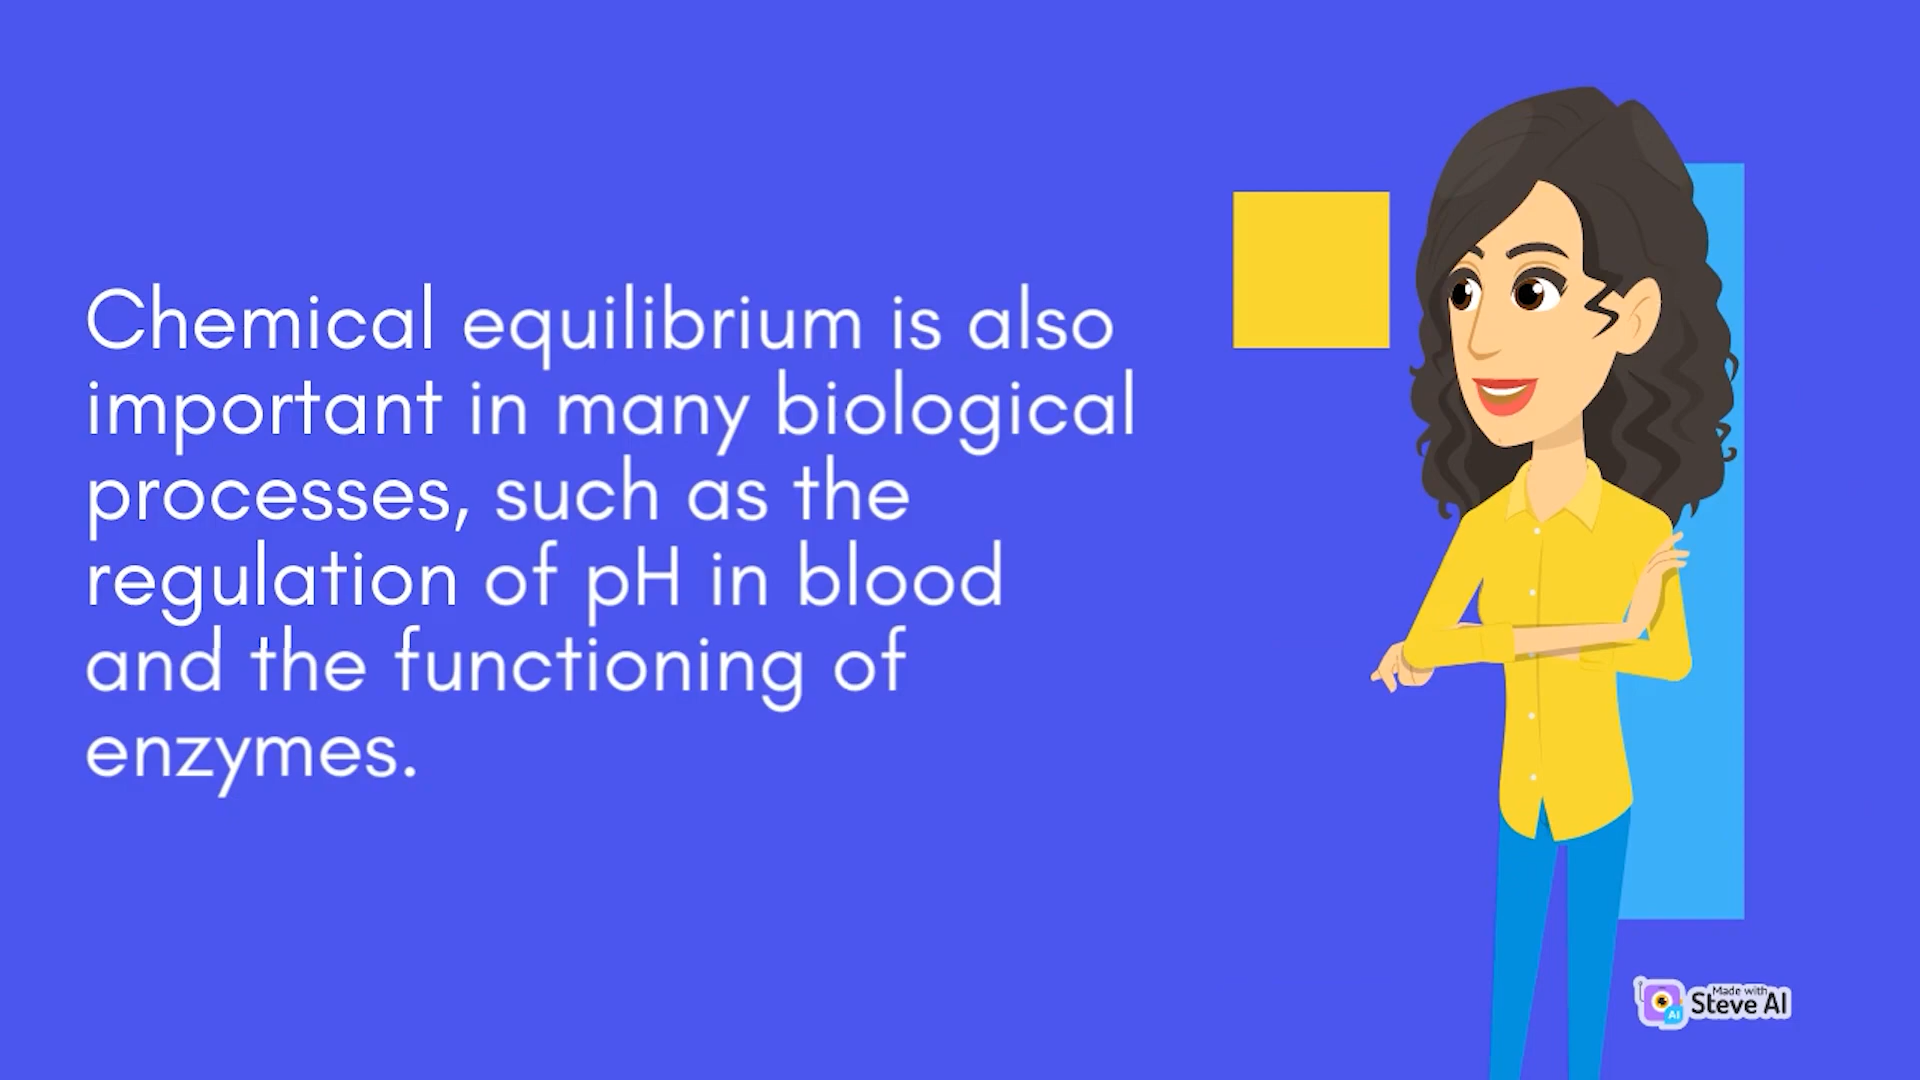 Chemical equilibrium is also
important in many biological
processes, such as the
regulation of pH in blood
and the functioning of
enzymes.
Made with
Steve AI
AI